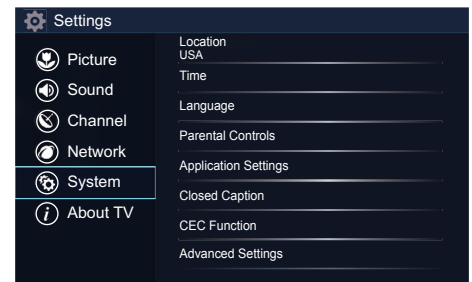 Settings
Picture
Sound
Channel
Network
System
About TV
Location
USA
Time
Language
Parental Controls
Application Settings
Closed Caption
CEC Function
Advanced Settings